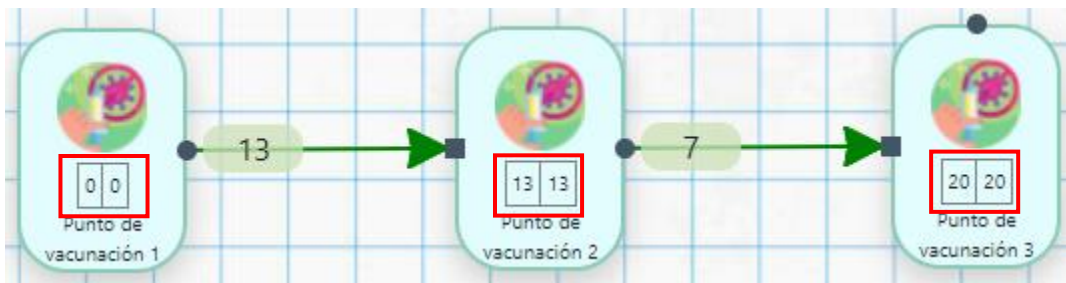 0 0
Punto de
vacunación 1
13
13 13
Punto de
vacunación 2
7
20 20
Punto de
vacunación 3